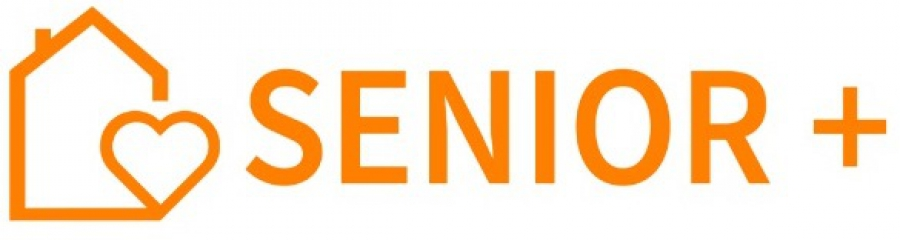 SENIOR +